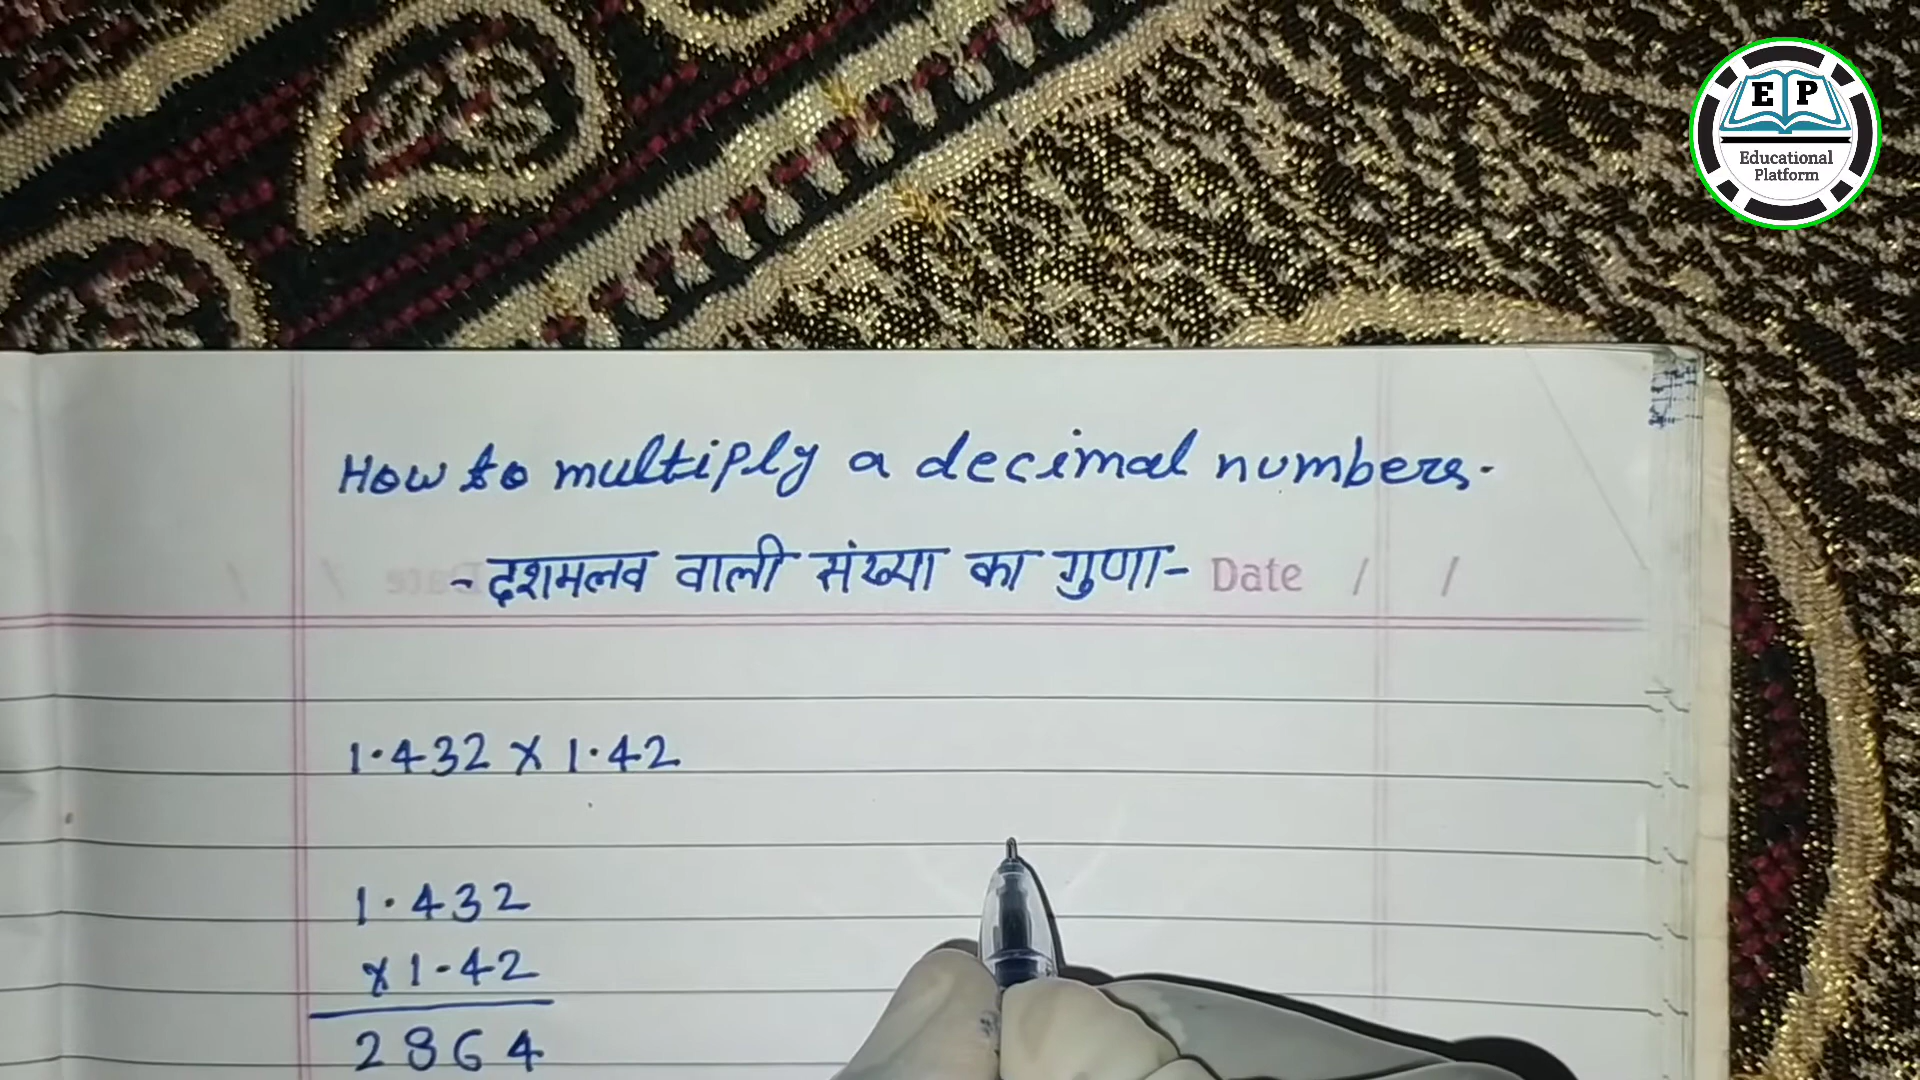 E P
Educational
Platform
How to multiply a decimal numbers.
- दशमलव वाली संख्या का गुणा- Date / /
1.432 x 1.42
1.432
x 1.42
2864